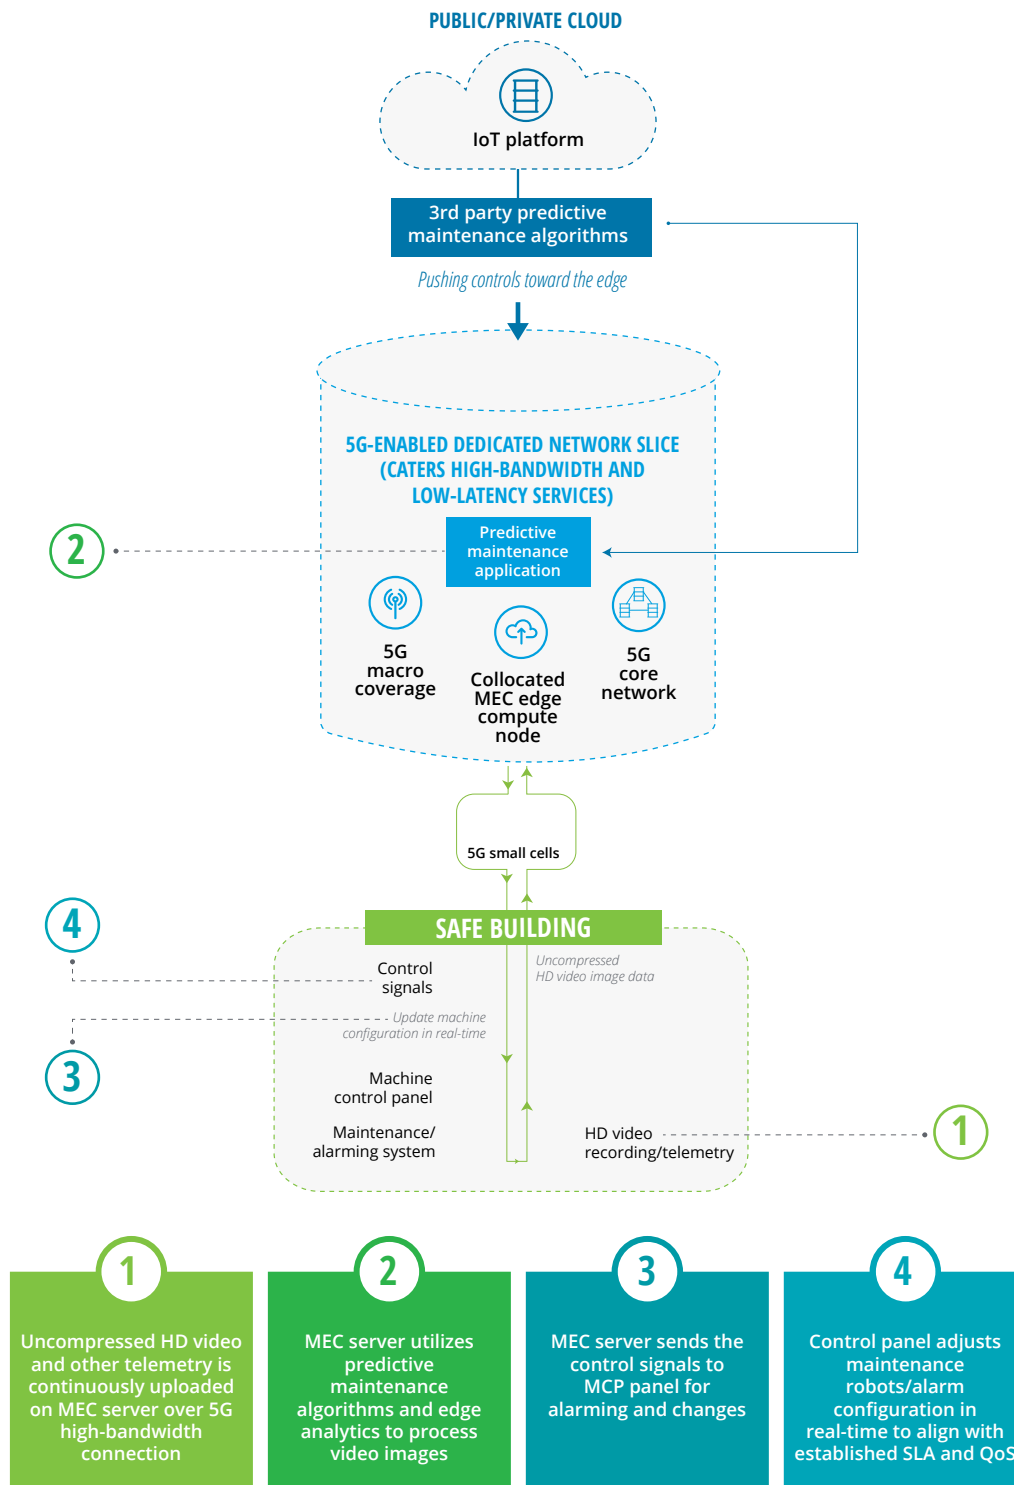 PUBLIC/PRIVATE CLOUD
IoT platform
3rd party predictive
maintenance algorithms
Pushing controls toward the edge
5G-ENABLED DEDICATED NETWORK SLICE
(CATERS HIGH-BANDWIDTH AND
LOW-LATENCY SERVICES)
2
Predictive
maintenance
application
5G
macro
coverage
Collocated
MEC edge
compute
node
5G
core
network
5G small cells
SAFE BUILDING
4
Control
signals
Uncompressed
HD video image data
Update machine
configuration in real-time
3
Machine
control panel
Maintenance/
alarming system
HD video
recording/telemetry
1
1
Uncompressed HD video
and other telemetry is
continuously uploaded
on MEC server over 5G
high-bandwidth
connection
2
MEC server utilizes
predictive
maintenance
algorithms and edge
analytics to process
video images
3
MEC server sends the
control signals to
MCP panel for
alarming and changes
4
Control panel adjusts
maintenance
robots/alarm
configuration in
real-time to align with
established SLA and QoS